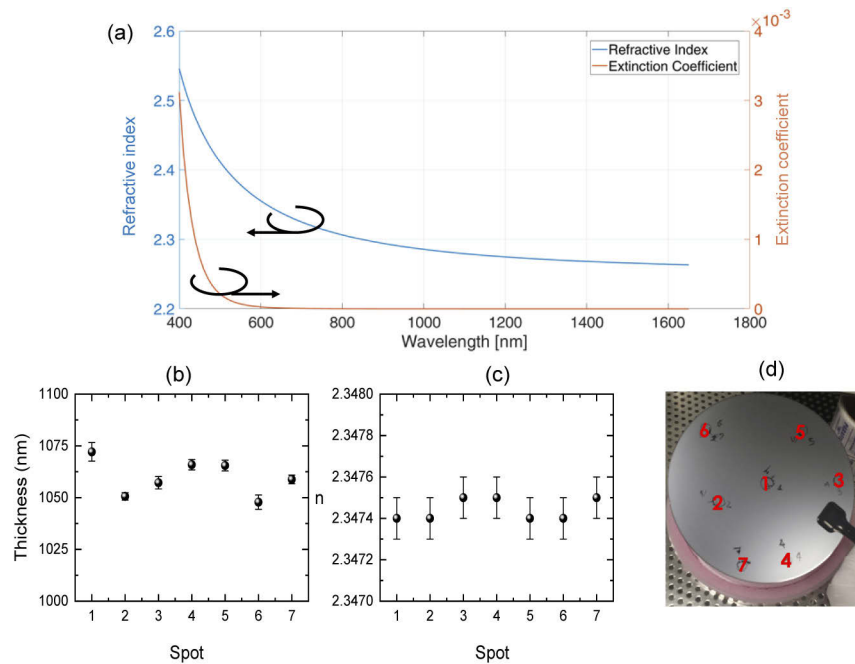 (a)
×10⁻³
2.6
2.5
2.4
2.3
2.2
Refractive index
4
3
2
1
0
Extinction coefficient
Refractive Index
Extinction Coefficient
400 600 800 1000 1200 1400 1600 1800
Wavelength [nm]
(b)
1100
1075
1050
1025
1000
Thickness (nm)
1 2 3 4 5 6 7
Spot
(c)
2.3480
2.3478
2.3476
2.3474
2.3472
2.3470
n
1 2 3 4 5 6 7
Spot
(d)
6 5
1 3
2
7 4